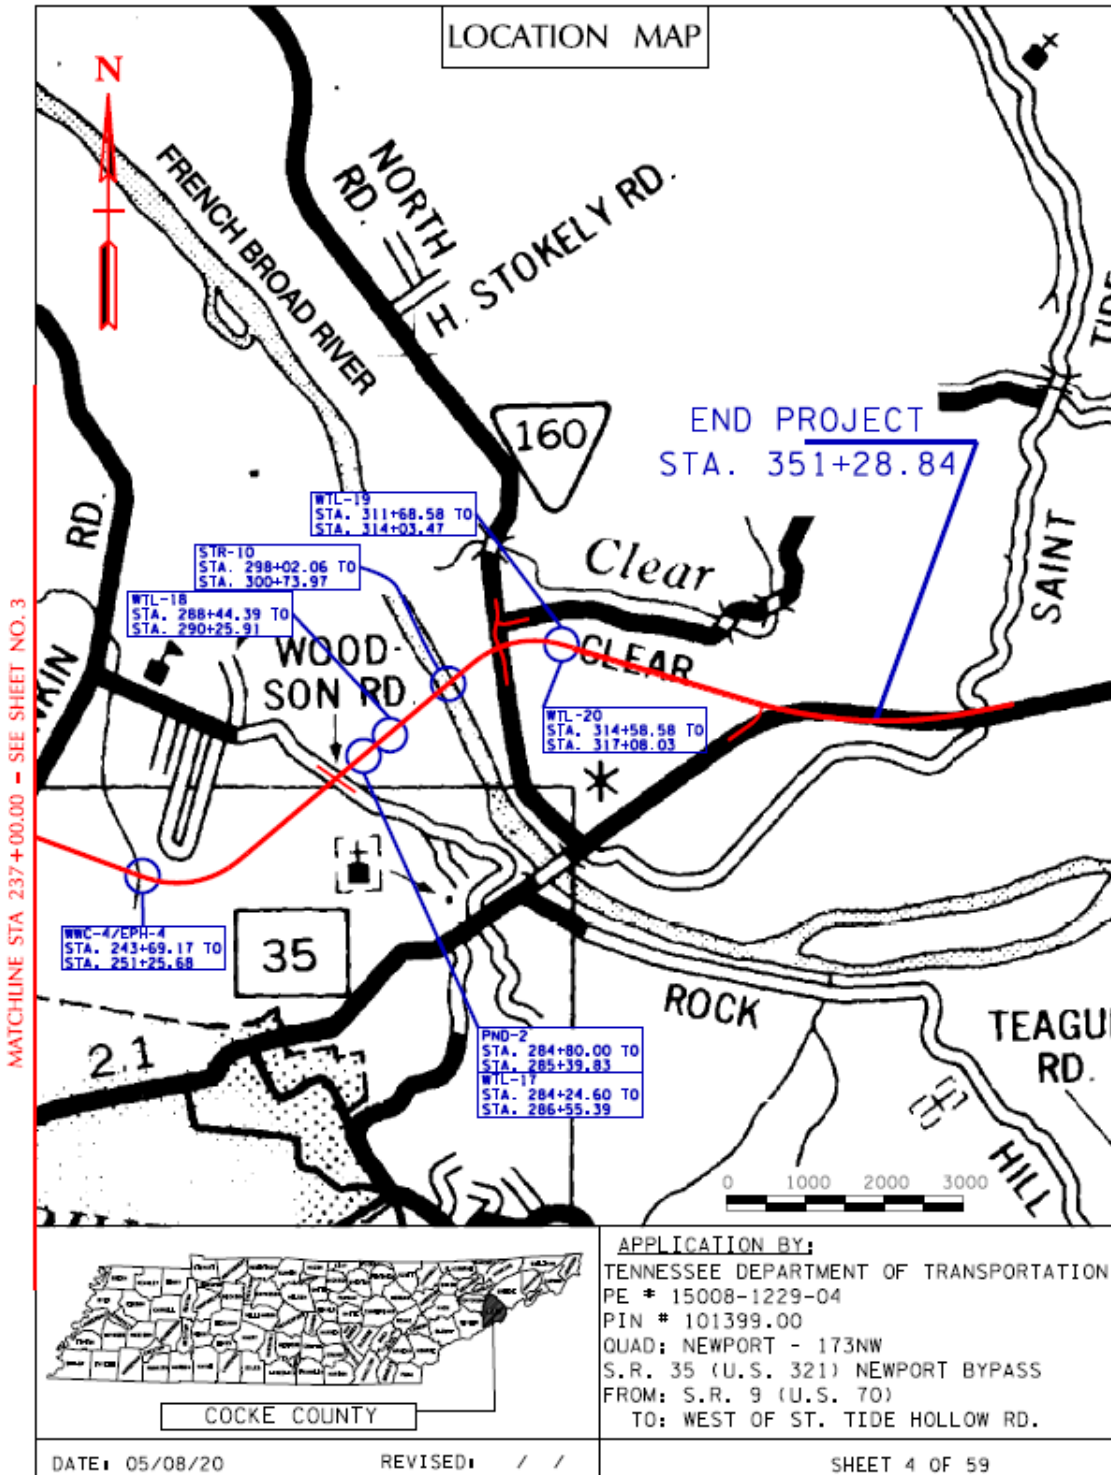 LOCATION MAP
N
FRENCH BROAD RIVER
NORTH
RD.
H. STOKELY RD.
160
END PROJECT
STA. 351+28.84
SAINT
RD.
WTL-19
STA. 311+68.58 TO
STA. 314+03.47
STR-10
STA. 298+02.06 TO
STA. 300+73.97
WTL-18
STA. 288+44.39 TO
STA. 290+25.91
Clear
CLEAR
WOOD-
SON RD.
WTL-20
STA. 314+58.58 TO
STA. 317+08.03
MATCHLINE STA 237+00.00 - SEE SHEET NO. 3
WWC-4/EPH-4
STA. 243+69.17 TO
STA. 251+25.68
35
2.1
PND-2
STA. 284+80.00 TO
STA. 285+39.83
WTL-17
STA. 284+24.60 TO
STA. 286+55.39
ROCK
HILL
TEAGU
RD.
0 1000 2000 3000
COCKE COUNTY
APPLICATION BY:
TENNESSEE DEPARTMENT OF TRANSPORTATION
PE # 15008-1229-04
PIN # 101399.00
QUAD: NEWPORT - 173NW
S.R. 35 (U.S. 321) NEWPORT BYPASS
FROM: S.R. 9 (U.S. 70)
TO: WEST OF ST. TIDE HOLLOW RD.
DATE: 05/08/20
REVISED: / /
SHEET 4 OF 59